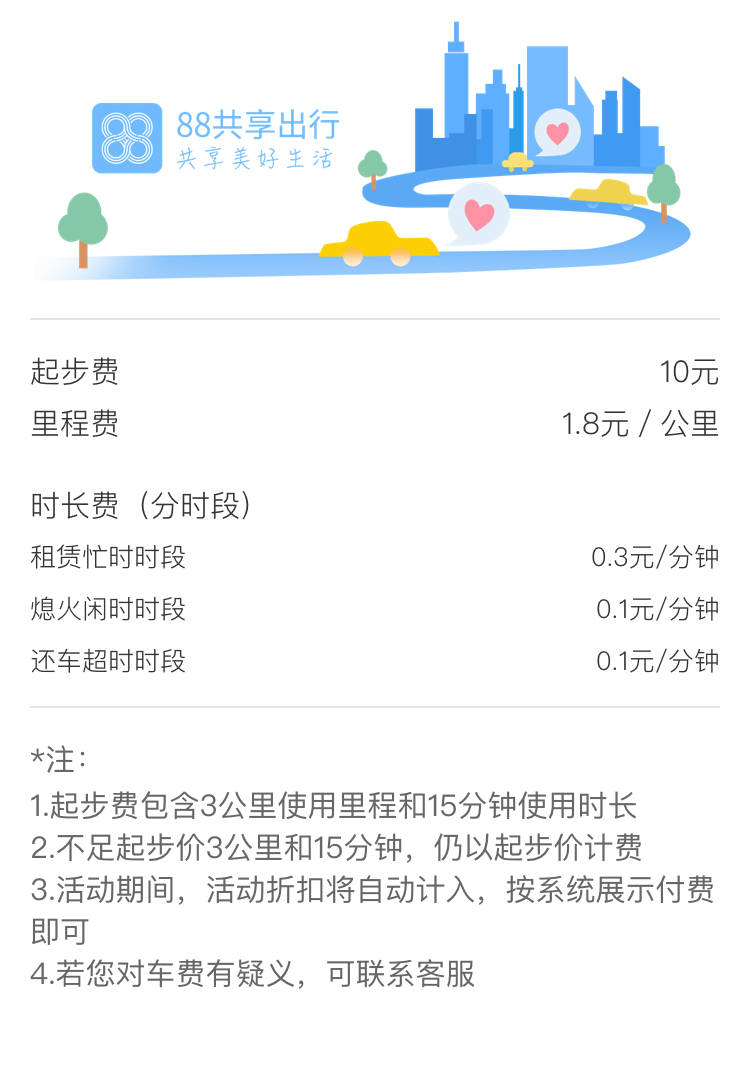 88共享出行
共享美好生活
起步费 10元
里程费 1.8元 / 公里
时长费（分时段）
租赁忙时时段 0.3元/分钟
熄火闲时时段 0.1元/分钟
还车超时时段 0.1元/分钟
*注：
1.起步费包含3公里使用里程和15分钟使用时长
2.不足起步价3公里和15分钟，仍以起步价计费
3.活动期间，活动折扣将自动计入，按系统展示付费
即可
4.若您对车费有疑义，可联系客服